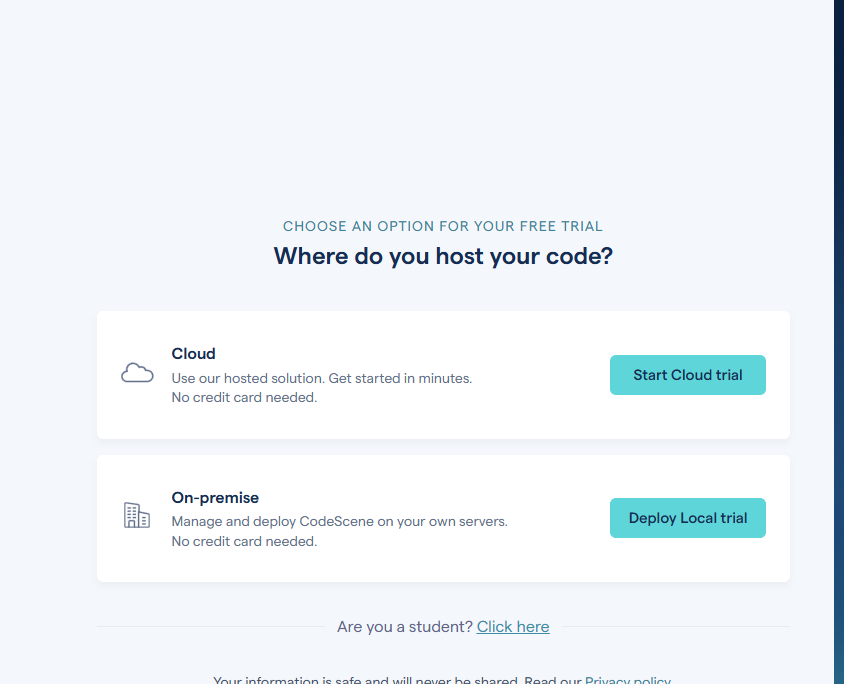 CHOOSE AN OPTION FOR YOUR FREE TRIAL
Where do you host your code?
Cloud
Use our hosted solution. Get started in minutes.
No credit card needed.
Start Cloud trial
On-premise
Manage and deploy CodeScene on your own servers.
No credit card needed.
Deploy Local trial
Are you a student? Click here
Your information is safe and will never be shared. Read our Privacy policy